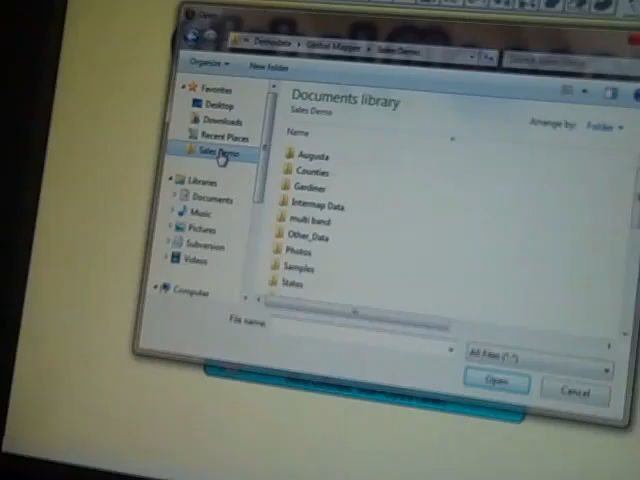 Open
Demodata Global Mapper Sales Demo
Organize New Folder
Favorites
Desktop
Downloads
Recent Places
Sales Demo
Libraries
Documents
Music
Pictures
Subversion
Videos
Computer
Documents library
Sales Demo
Arrange by: Folder
Name
Augusta
Counties
Gardiner
Intermap Data
multi band
Other_Data
Photos
Samples
States
File name:
All Files (*.*)
Open Cancel